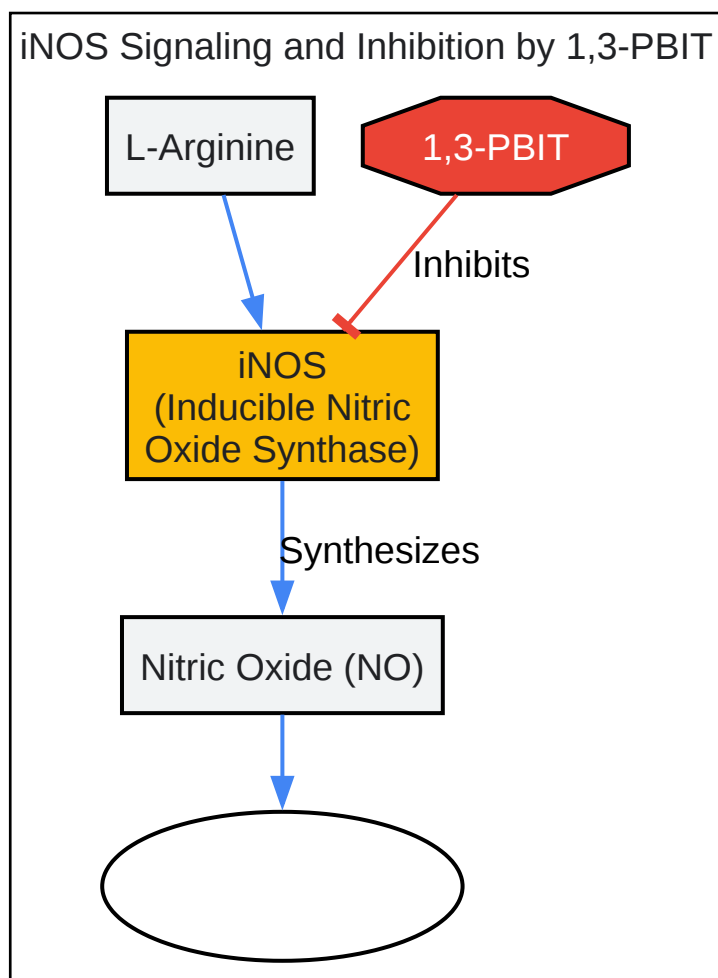 iNOS Signaling and Inhibition by 1,3-PBIT
L-Arginine
1,3-PBIT
Inhibits
iNOS
(Inducible Nitric
Oxide Synthase)
Synthesizes
Nitric Oxide (NO)